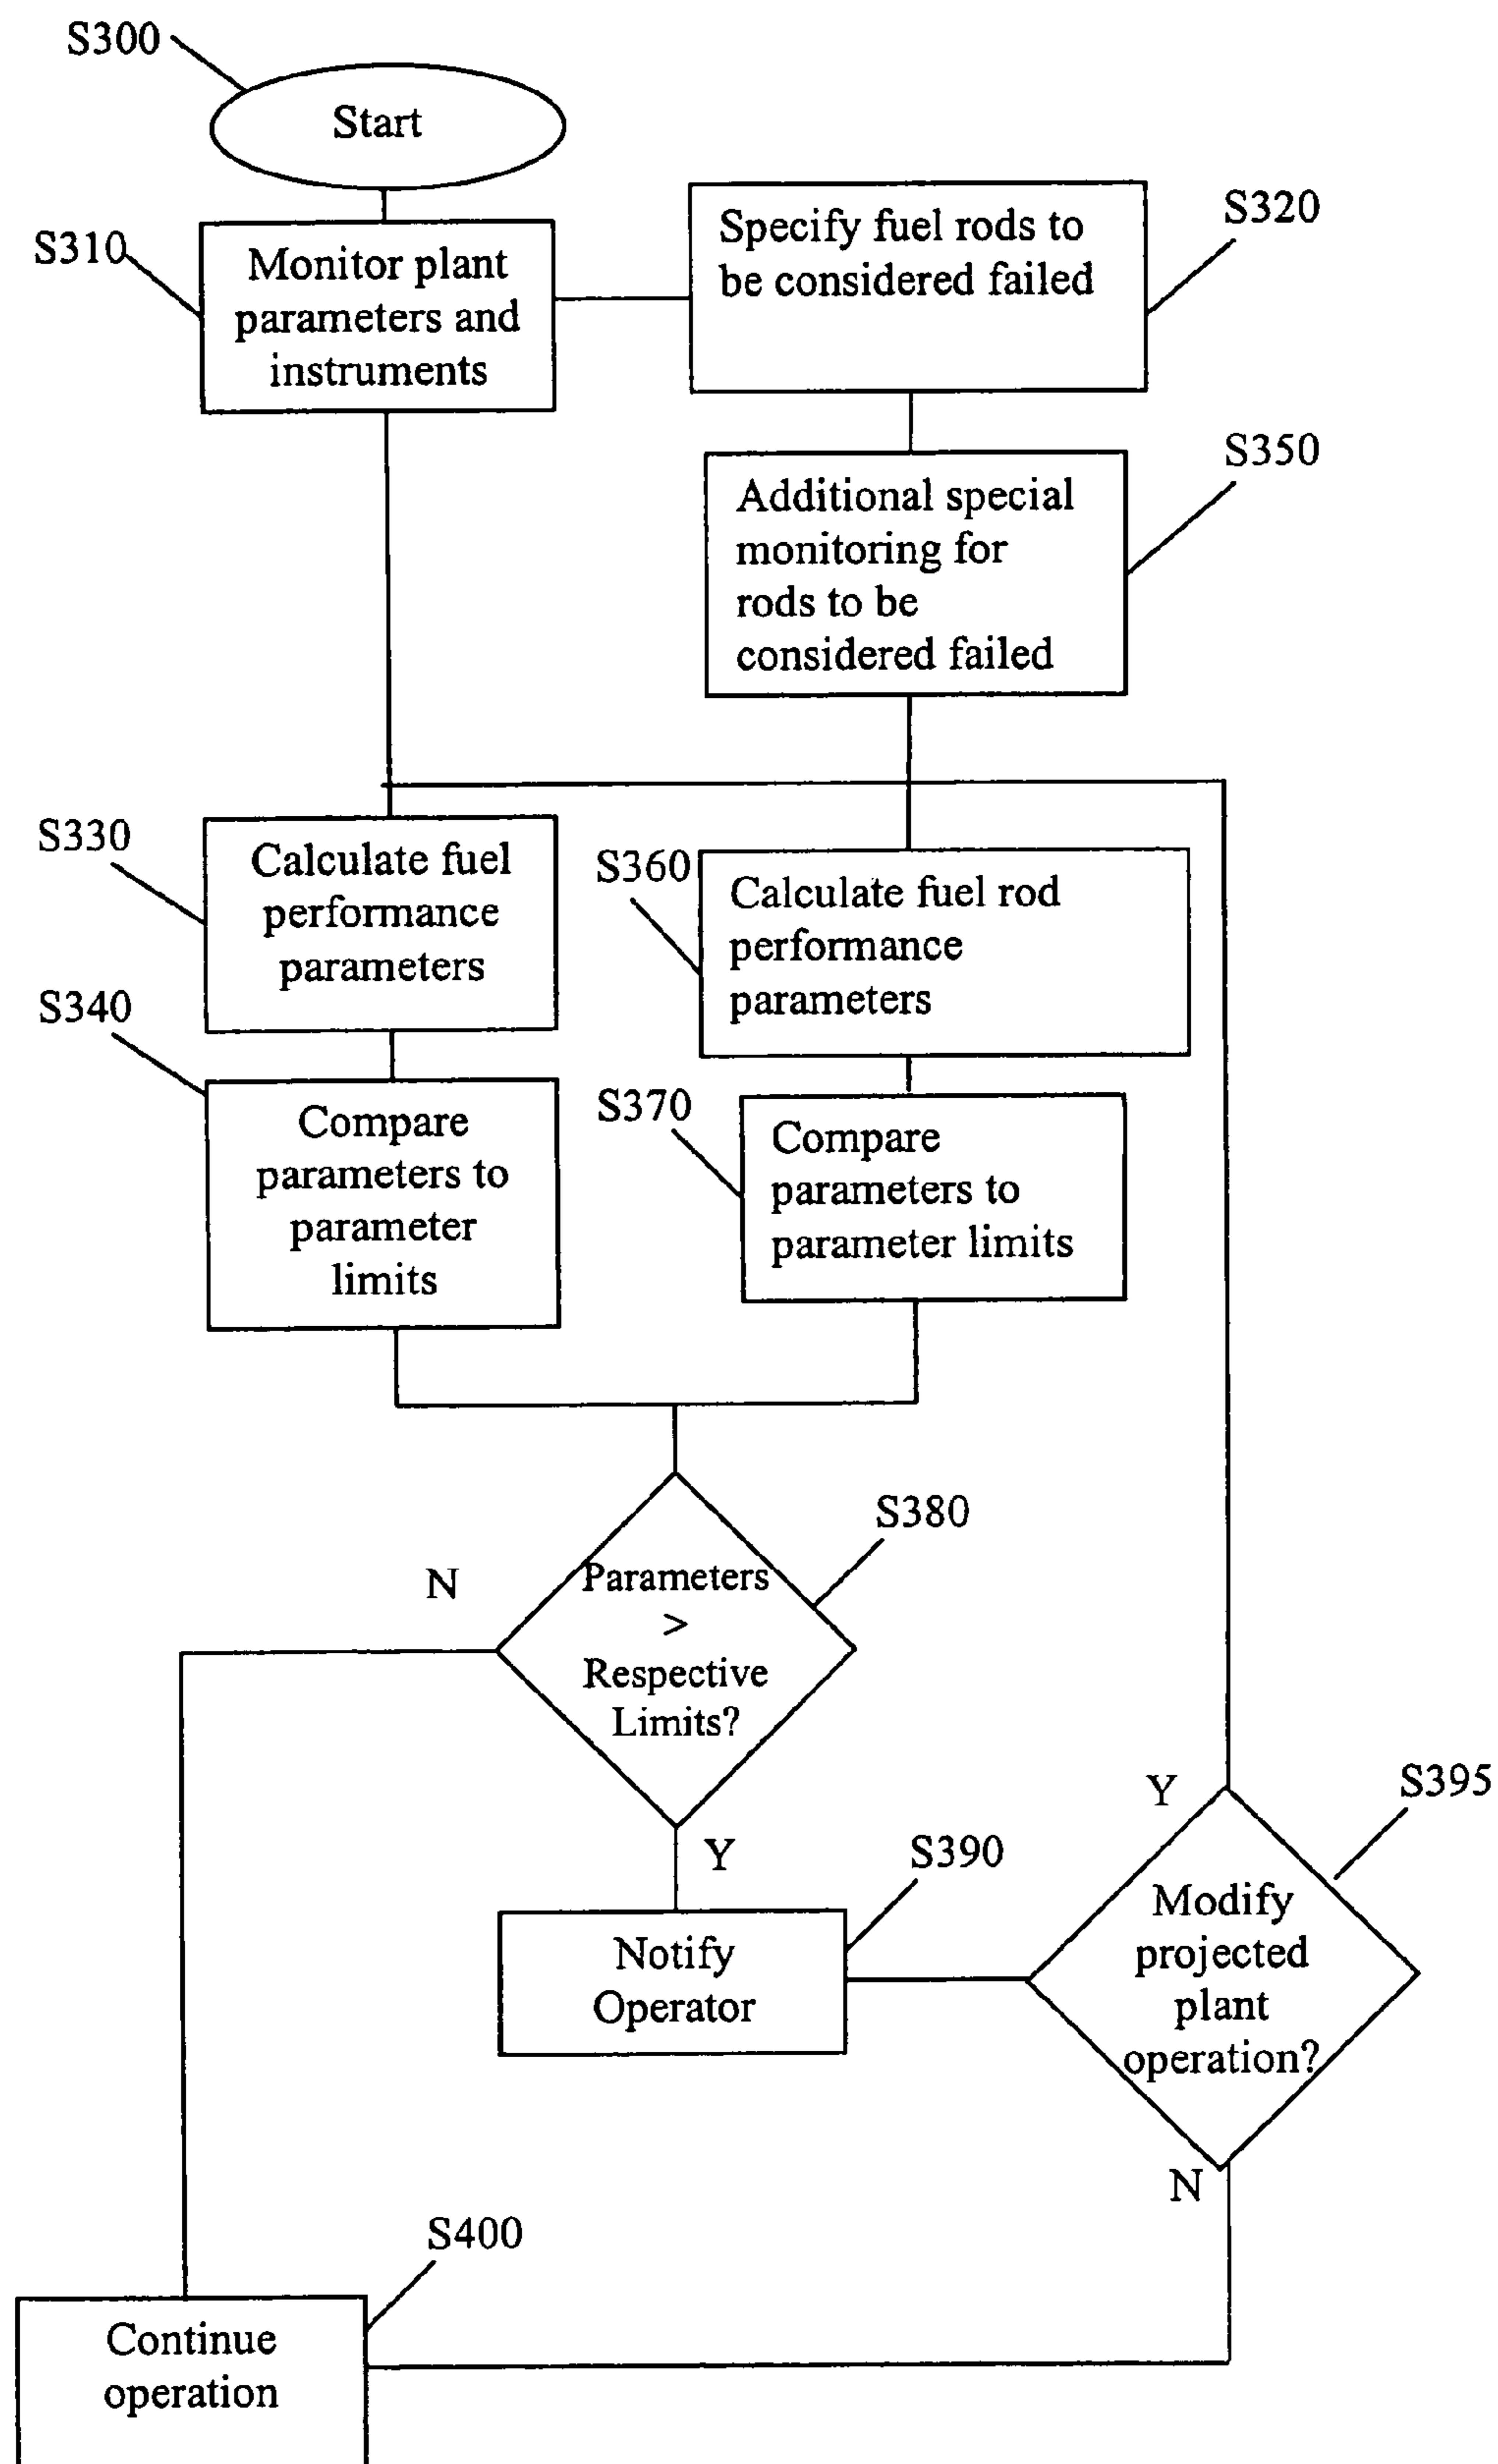 S300
Start
S310
Monitor plant
parameters and
instruments
Specify fuel rods to
be considered failed
S320
Additional special
monitoring for
rods to be
considered failed
S350
S330
Calculate fuel
performance
parameters
S360
Calculate fuel rod
performance
parameters
S340
Compare
parameters to
parameter
limits
S370
Compare
parameters to
parameter limits
S380
N
Parameters
>
Respective
Limits?
Y
S390
Notify
Operator
Y
S395
Modify
projected
plant
operation?
N
S400
Continue
operation